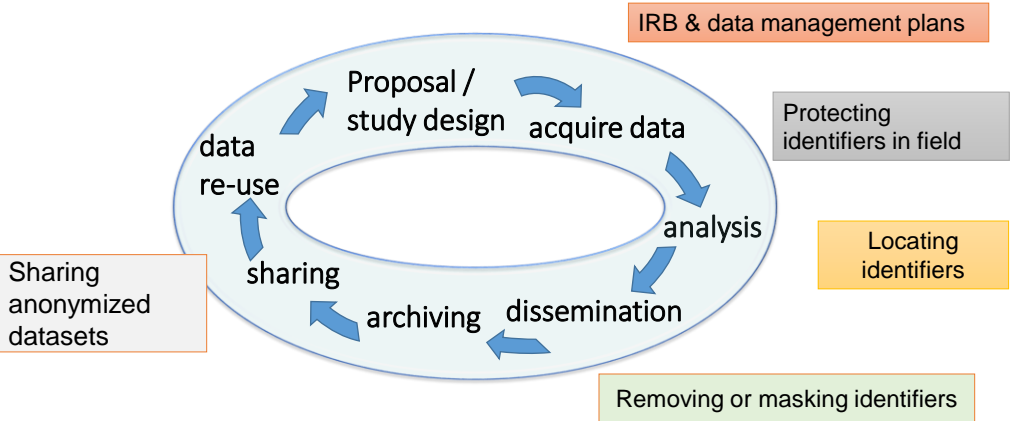 IRB & data management plans
Proposal /
study design
acquire data
Protecting
identifiers in field
data
re-use
analysis
Locating
identifiers
Sharing
anonymized
datasets
sharing
archiving
dissemination
Removing or masking identifiers